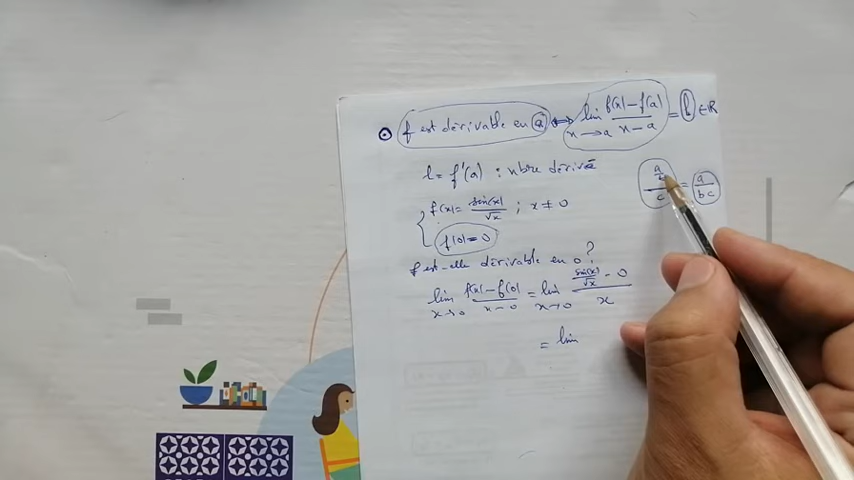 f est dérivable en a ⟺ lim x→a (f(x)-f(a))/(x-a) = l ∈ ℝ
l = f'(a) : nbre dérivé
(a/b)/c = a/(bc)
f(x) = sin(x)/√x ; x ≠ 0
f(0) = 0
f est-elle dérivable en 0 ?
lim x→0 (f(x)-f(0))/(x-0) = lim x→0 (sin(x)/√x - 0)/x
= lim